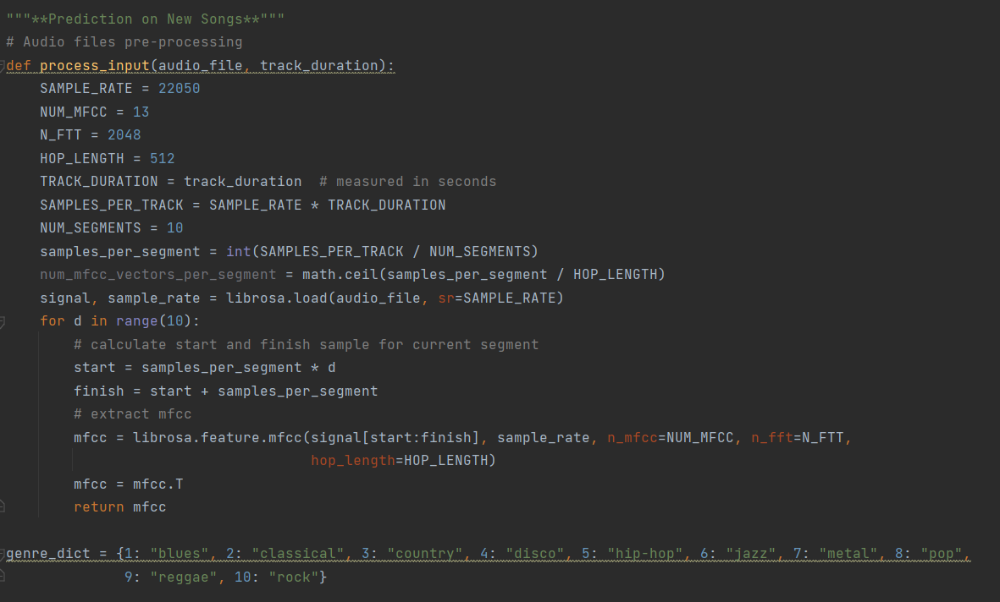 """**Prediction on New Songs**"""
# Audio files pre-processing
def process_input(audio_file, track_duration):
    SAMPLE_RATE = 22050
    NUM_MFCC = 13
    N_FTT = 2048
    HOP_LENGTH = 512
    TRACK_DURATION = track_duration  # measured in seconds
    SAMPLES_PER_TRACK = SAMPLE_RATE * TRACK_DURATION
    NUM_SEGMENTS = 10
    samples_per_segment = int(SAMPLES_PER_TRACK / NUM_SEGMENTS)
    num_mfcc_vectors_per_segment = math.ceil(samples_per_segment / HOP_LENGTH)
    signal, sample_rate = librosa.load(audio_file, sr=SAMPLE_RATE)
    for d in range(10):
        # calculate start and finish sample for current segment
        start = samples_per_segment * d
        finish = start + samples_per_segment
        # extract mfcc
        mfcc = librosa.feature.mfcc(signal[start:finish], sample_rate, n_mfcc=NUM_MFCC, n_fft=N_FTT,
                                    hop_length=HOP_LENGTH)
        mfcc = mfcc.T
        return mfcc
genre_dict = {1: "blues", 2: "classical", 3: "country", 4: "disco", 5: "hip-hop", 6: "jazz", 7: "metal", 8: "pop",
              9: "reggae", 10: "rock"}